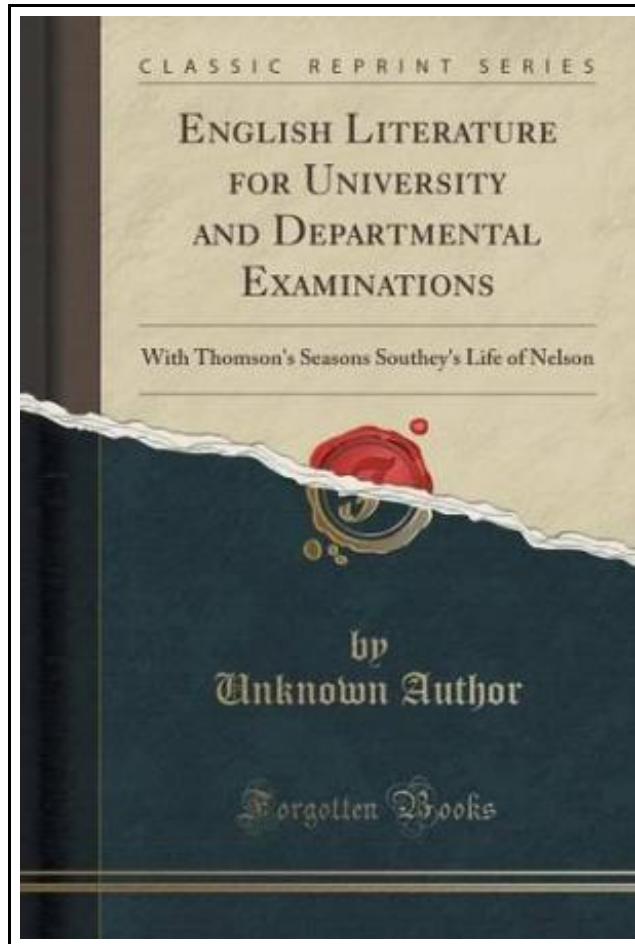 CLASSIC REPRINT SERIES
ENGLISH LITERATURE
FOR UNIVERSITY
AND DEPARTMENTAL
EXAMINATIONS
With Thomson's Seasons Southey's Life of Nelson
by
Unknown Author
Forgotten Books